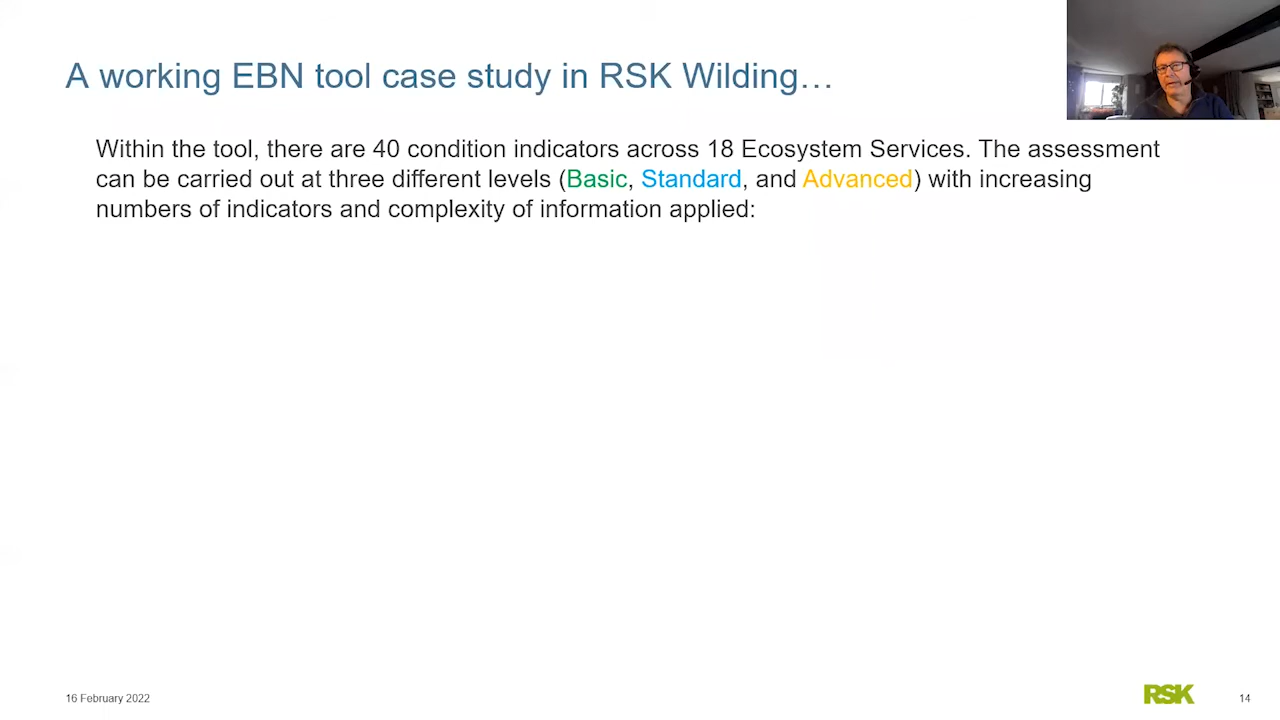 A working EBN tool case study in RSK Wilding…
Within the tool, there are 40 condition indicators across 18 Ecosystem Services. The assessment
can be carried out at three different levels (Basic, Standard, and Advanced) with increasing
numbers of indicators and complexity of information applied:
16 February 2022
RSK
14